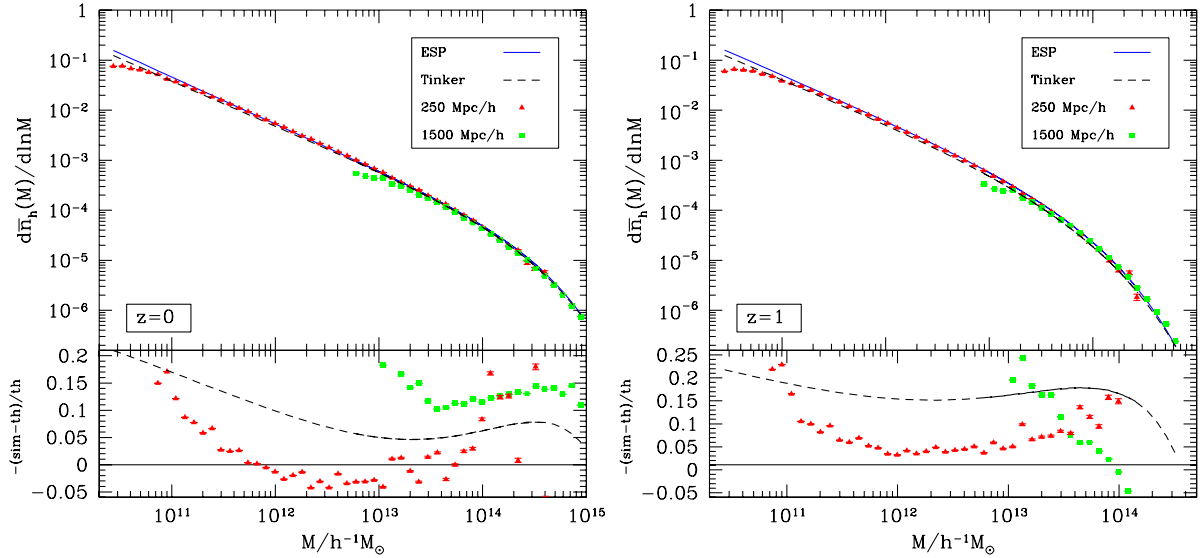 1
10⁻¹
10⁻²
10⁻³
10⁻⁴
10⁻⁵
10⁻⁶
dn̅ₕ(M)/dlnM
ESP
Tinker
250 Mpc/h
1500 Mpc/h
z=0
0.2
0.15
0.1
0.05
0
−0.05
−(sim−th)/th
10¹¹
10¹²
10¹³
10¹⁴
10¹⁵
M/h⁻¹M⊙
1
10⁻¹
10⁻²
10⁻³
10⁻⁴
10⁻⁵
10⁻⁶
dn̅ₕ(M)/dlnM
ESP
Tinker
250 Mpc/h
1500 Mpc/h
z=1
0.25
0.2
0.15
0.1
0.05
0
−0.05
−(sim−th)/th
10¹¹
10¹²
10¹³
10¹⁴
M/h⁻¹M⊙